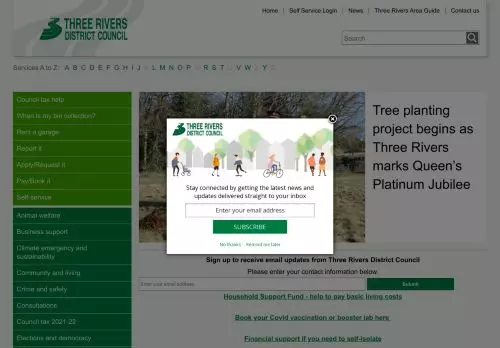 Home | Self Service Login | News | Three Rivers Area Guide | Contact us
THREE RIVERS
DISTRICT COUNCIL
Search
Services A to Z: A B C D E F G H I J K L M N O P Q R S T U V W X Y Z
Council tax help
When is my bin collection?
Rent a garage
Report it
Apply/Request it
Pay/Book it
Self service
Animal welfare
Business support
Climate emergency and
sustainability
Community and living
Crime and safety
Consultations
Council tax 2021-22
Elections and democracy
Tree planting
project begins as
Three Rivers
marks Queen's
Platinum Jubilee
THREE RIVERS
DISTRICT COUNCIL
Stay connected by getting the latest news and
updates delivered straight to your inbox
Enter your email address
SUBSCRIBE
No thanks Remind me later
Sign up to receive email updates from Three Rivers District Council
Please enter your contact information below.
Enter your email address
Submit
Household Support Fund - help to pay basic living costs
Book your Covid vaccination or booster lab here
Financial support if you need to self-isolate